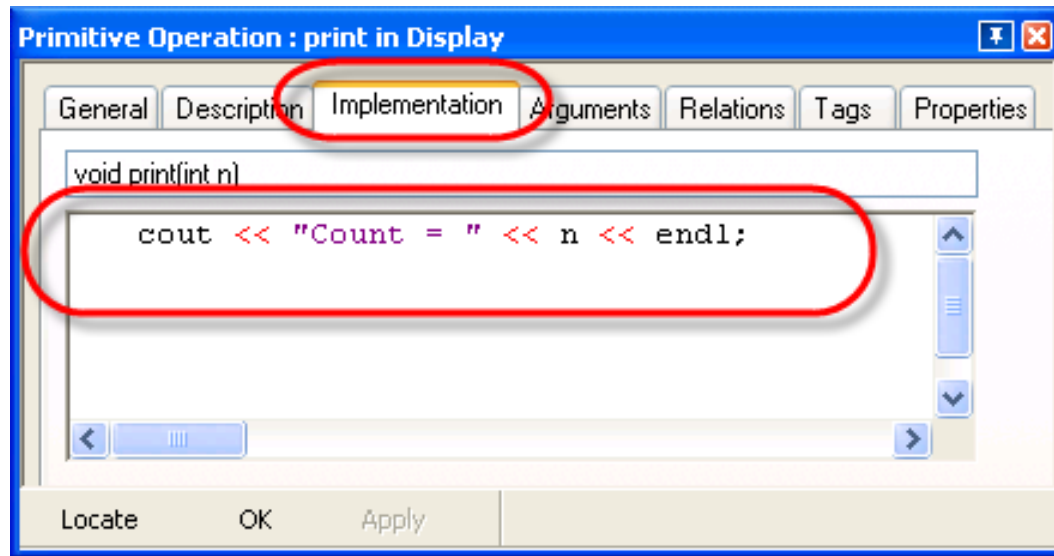 Primitive Operation : print in Display
General Description Implementation Arguments Relations Tags Properties
void print(int n)
cout << "Count = " << n << endl;
Locate OK Apply